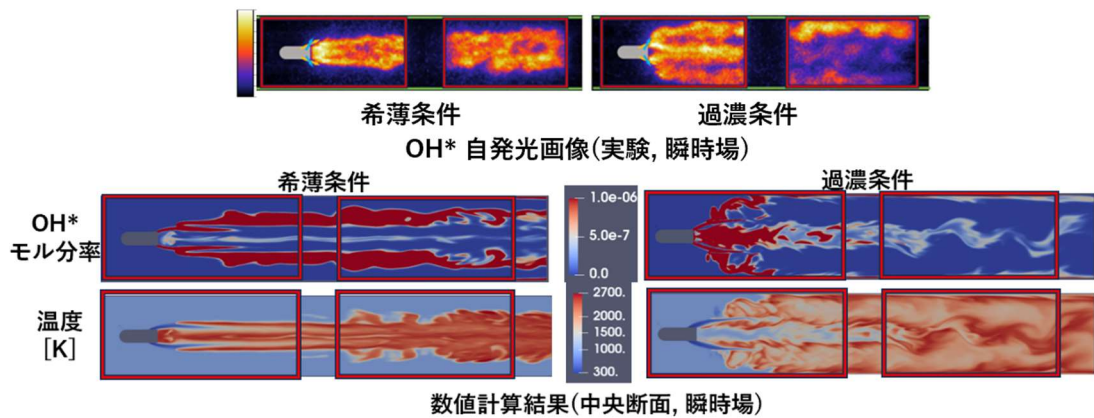 希薄条件
過濃条件
OH* 自発光画像(実験, 瞬時場)
希薄条件
過濃条件
OH*
モル分率
1.0e-06
5.0e-7
0.0
温度
[K]
2700.
2000
1500
1000.
300.
数値計算結果(中央断面, 瞬時場)